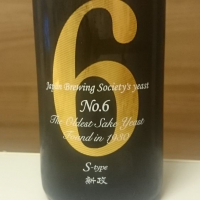 6
Japan Brewing Society's yeast
No.6
The Oldest Sake Yeast
Found in 1930
S-type
新政